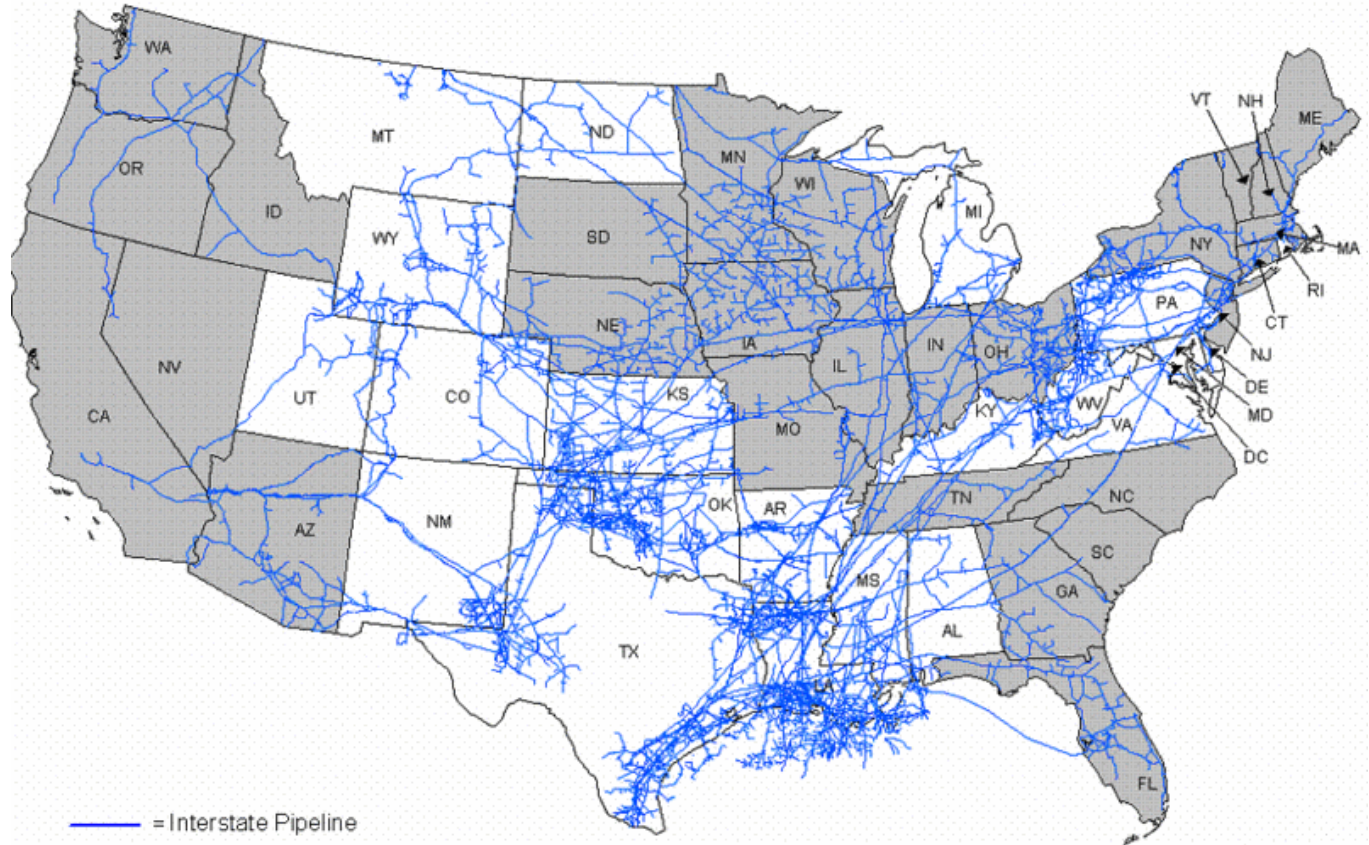 WA
VT
NH
ME
MT
ND
MN
OR
ID
WI
MI
WY
SD
NY
MA
RI
PA
CT
NE
IA
NV
IL
IN
OH
NJ
UT
CO
KS
DE
CA
MO
KY
WV
VA
MD
DC
TN
NC
AZ
NM
OK
AR
SC
MS
GA
AL
TX
LA
FL
= Interstate Pipeline